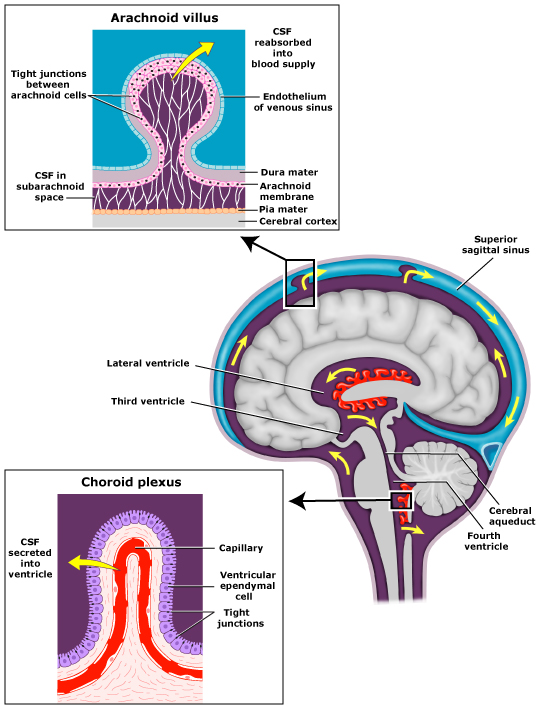 Arachnoid villus
CSF
reabsorbed
into
blood supply
Tight junctions
between
arachnoid cells
Endothelium
of venous sinus
CSF in
subarachnoid
space
Dura mater
Arachnoid
membrane
Pia mater
Cerebral cortex
Superior
sagittal sinus
Lateral ventricle
Third ventricle
Cerebral
aqueduct
Fourth
ventricle
Choroid plexus
CSF
secreted
into
ventricle
Capillary
Ventricular
ependymal
cell
Tight
junctions